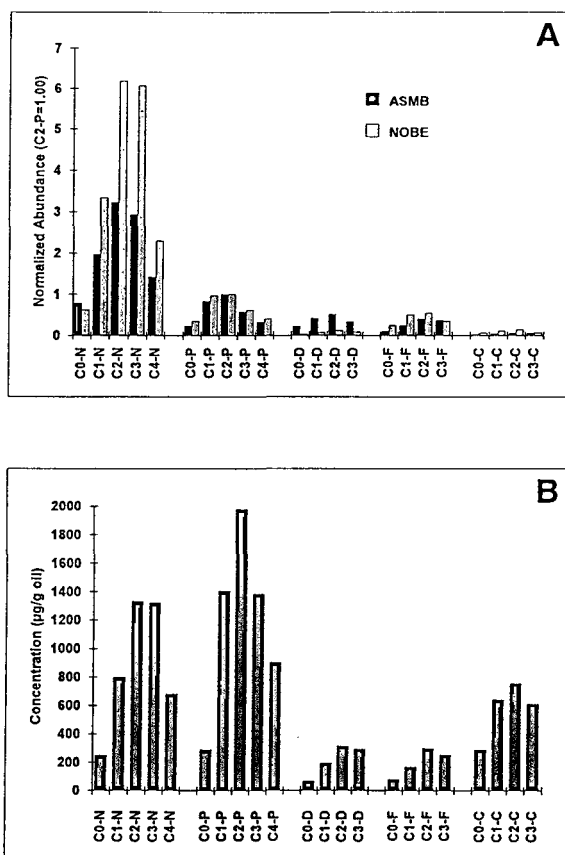 A
Normalized Abundance (C2-P=1.00)
7
6
5
4
3
2
1
0
ASMB
NOBE
C0-N C1-N C2-N C3-N C4-N C0-P C1-P C2-P C3-P C4-P C0-D C1-D C2-D C3-D C0-F C1-F C2-F C3-F C0-C C1-C C2-C C3-C
B
Concentration (µg/g oil)
2000
1800
1600
1400
1200
1000
800
600
400
200
0
C0-N C1-N C2-N C3-N C4-N C0-P C1-P C2-P C3-P C4-P C0-D C1-D C2-D C3-D C0-F C1-F C2-F C3-F C0-C C1-C C2-C C3-C